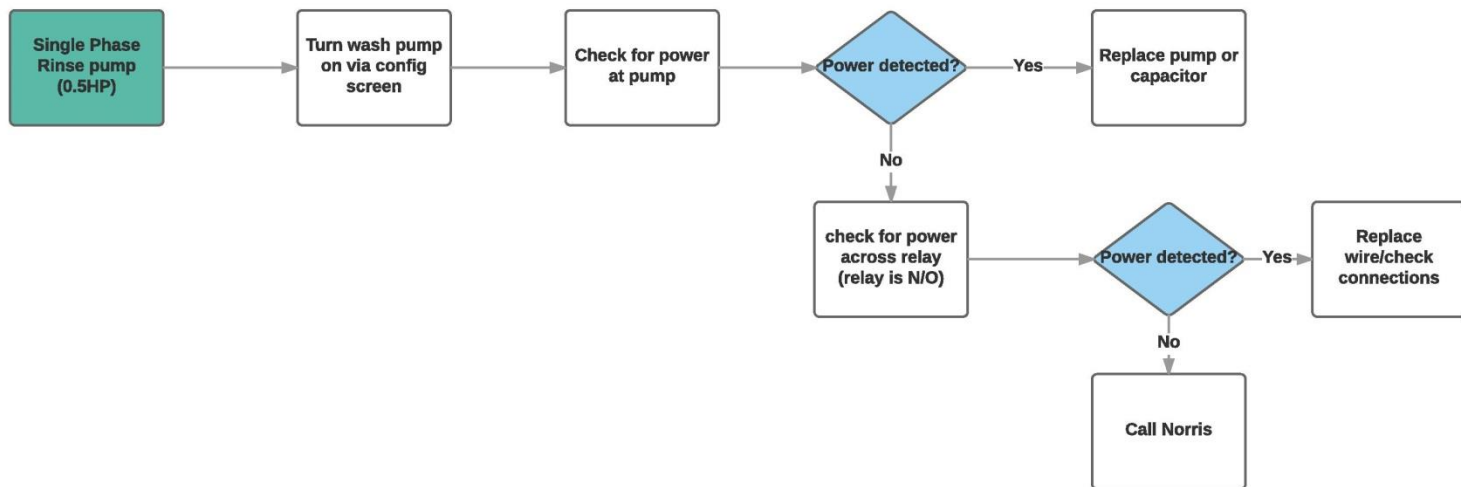 Single Phase
Rinse pump
(0.5HP)
Turn wash pump
on via config
screen
Check for power
at pump
Power detected?
Yes
Replace pump or
capacitor
No
check for power
across relay
(relay is N/O)
Power detected?
Yes
Replace
wire/check
connections
No
Call Norris